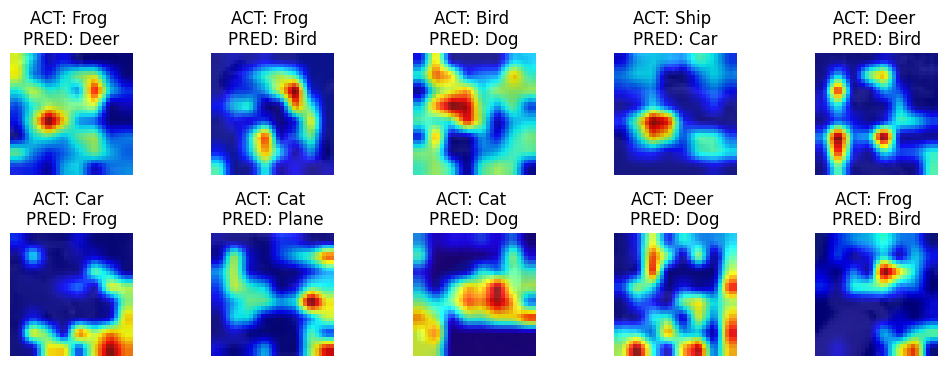 ACT: Frog
PRED: Deer
ACT: Frog
PRED: Bird
ACT: Bird
PRED: Dog
ACT: Ship
PRED: Car
ACT: Deer
PRED: Bird
ACT: Car
PRED: Frog
ACT: Cat
PRED: Plane
ACT: Cat
PRED: Dog
ACT: Deer
PRED: Dog
ACT: Frog
PRED: Bird